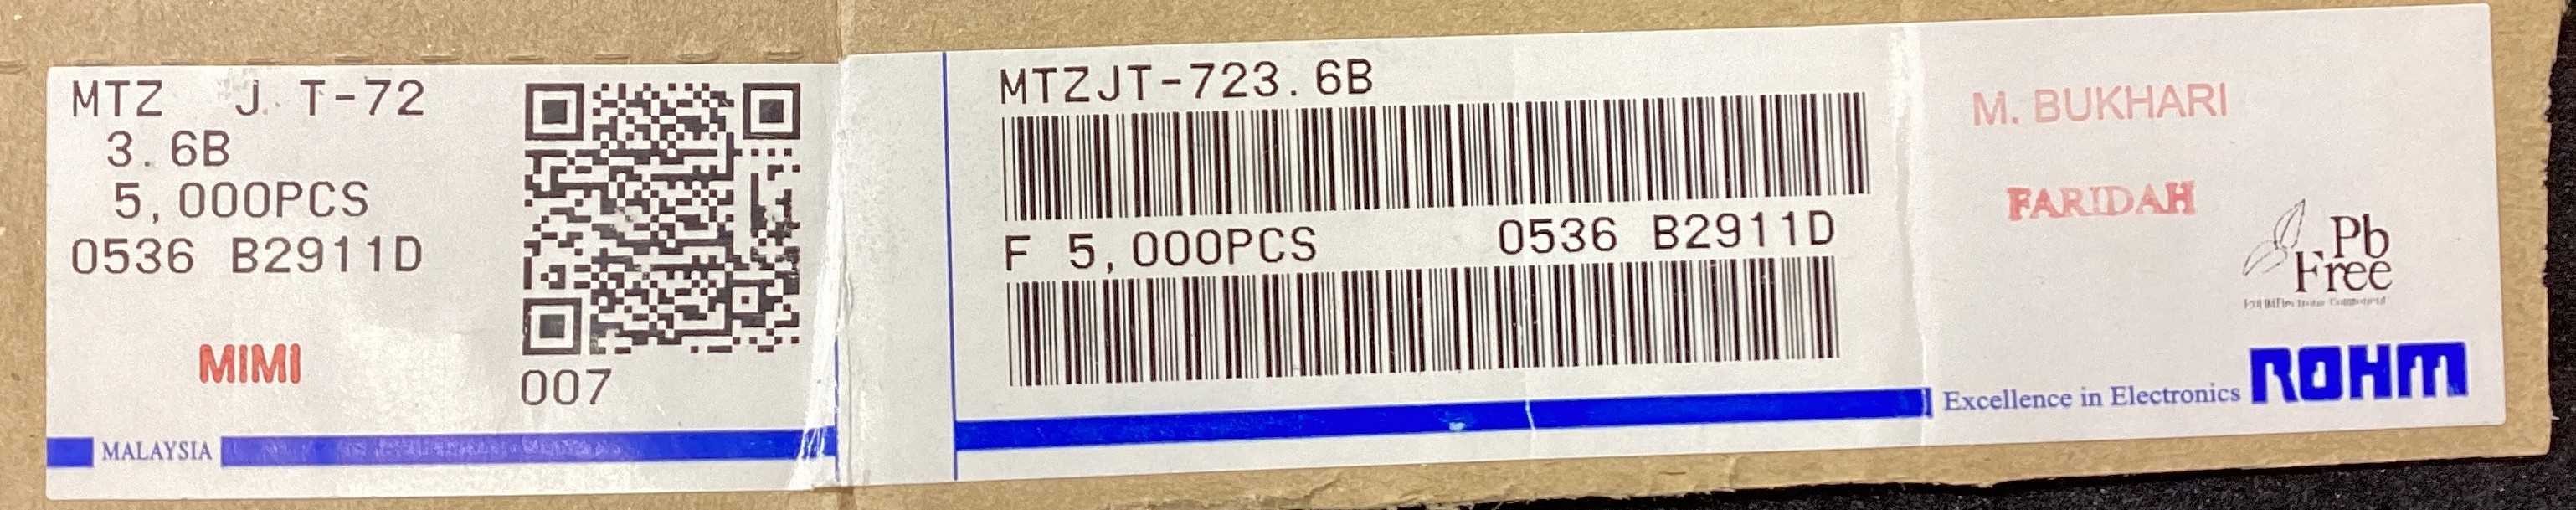 MTZ J T-72
3.6B
5,000PCS
0536 B2911D
MIMI
007
MALAYSIA
MTZJT-723.6B
F 5,000PCS 0536 B2911D
M. BUKHARI
FARIDAH
Pb
Free
Excellence in Electronics ROHM